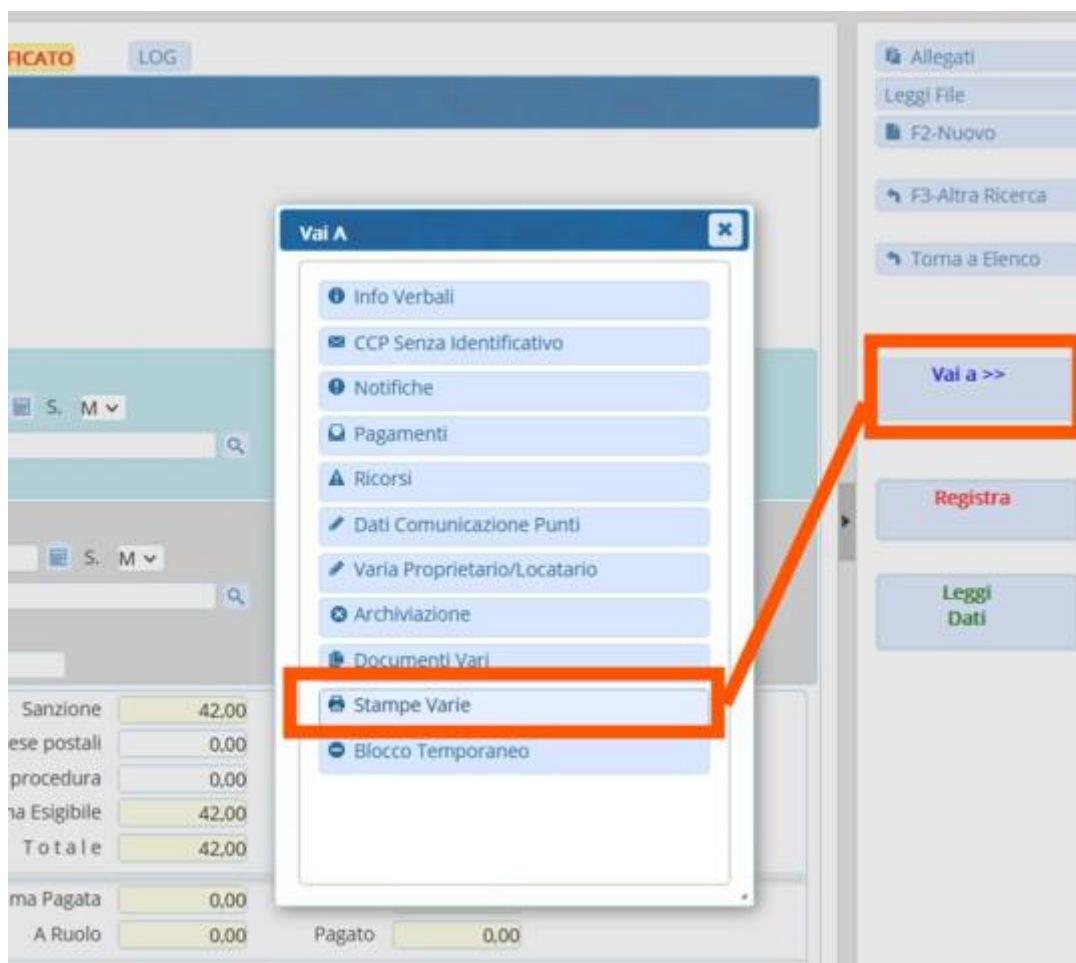 FICATO LOG
Allegati
Leggi File
F2-Nuovo
F3-Altra Ricerca
Torna a Elenco
Vai a >>
Registra
Leggi
Dati
Vai A
Info Verbali
CCP Senza Identificativo
Notifiche
Pagamenti
Ricorsi
Dati Comunicazione Punti
Varia Proprietario/Locatario
Archiviazione
Documenti Vari
Stampe Varie
Blocco Temporaneo
S. M
S. M
Sanzione 42,00
ese postali 0,00
procedura 0,00
na Esigibile 42,00
Totale 42,00
ma Pagata 0,00
A Ruolo 0,00 Pagato 0,00